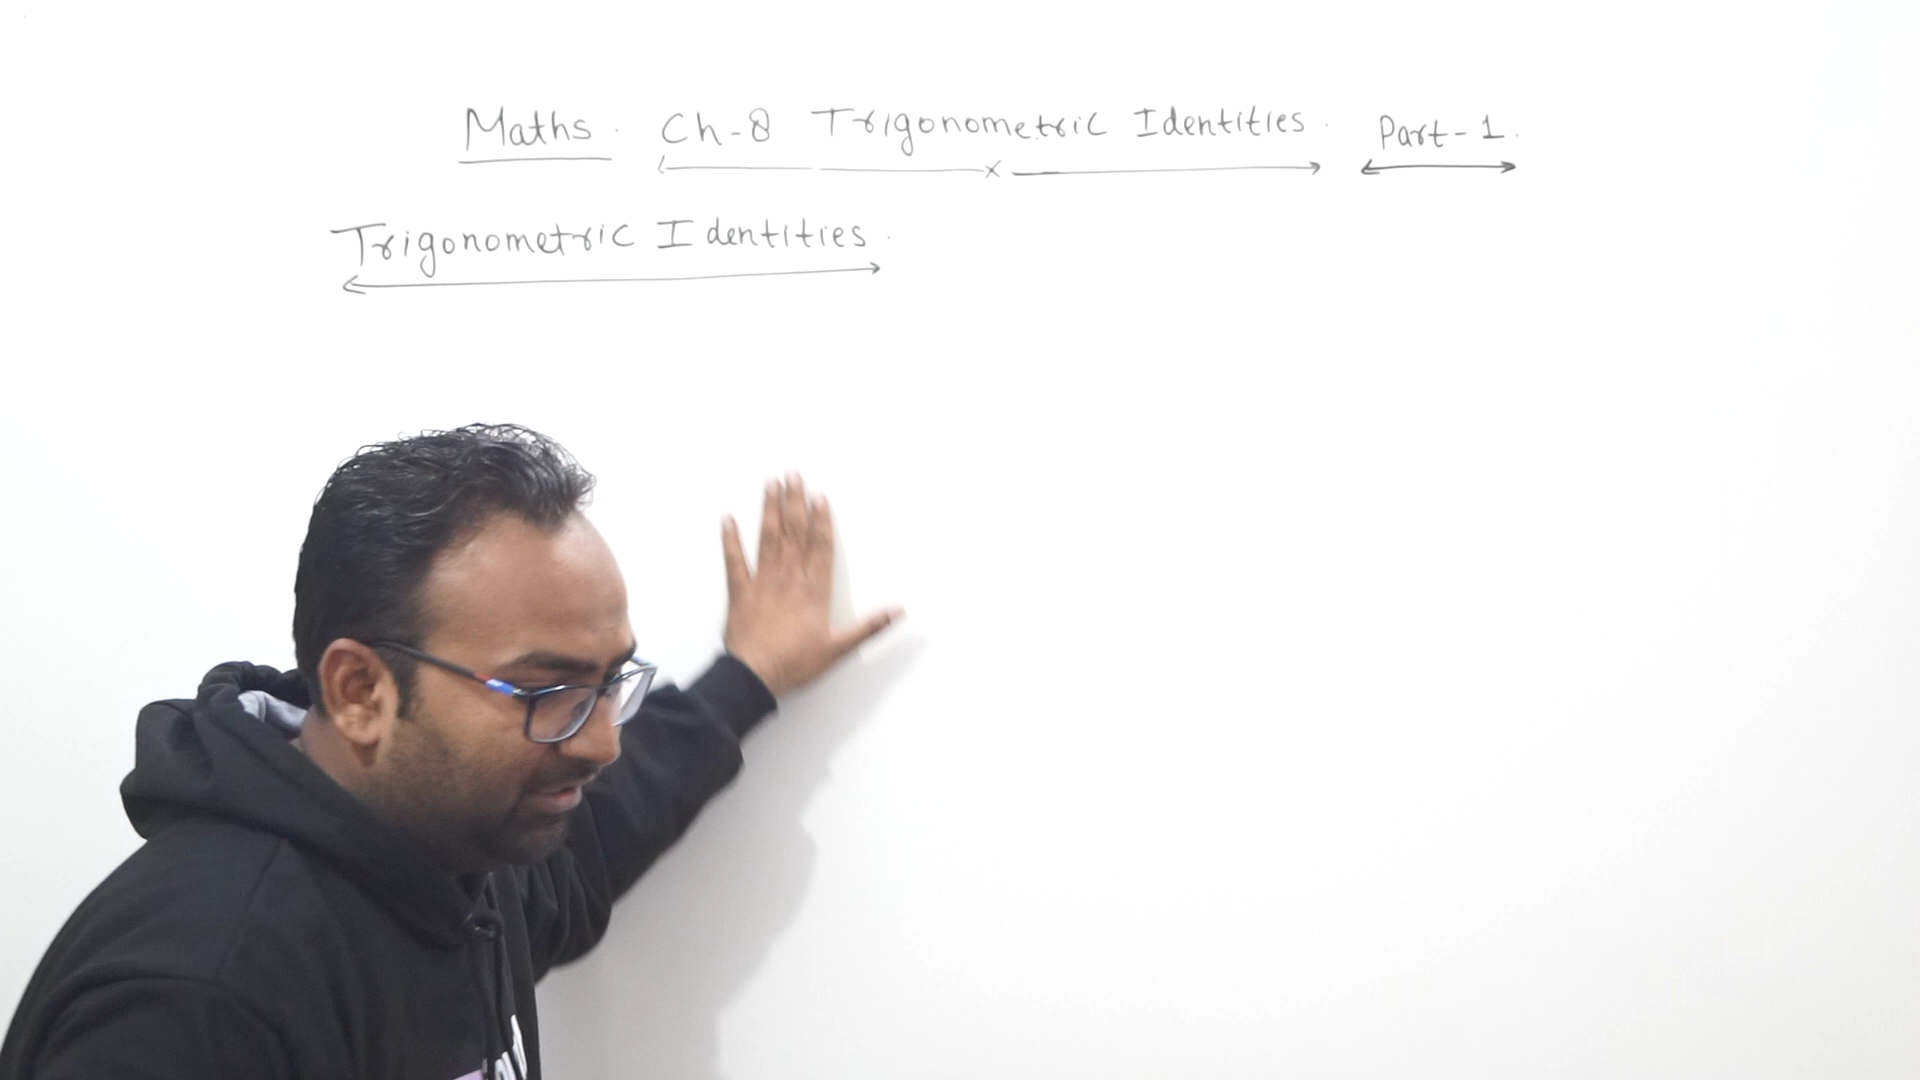 Maths. Ch-8 Trigonometric Identities. Part-1.
Trigonometric Identities.